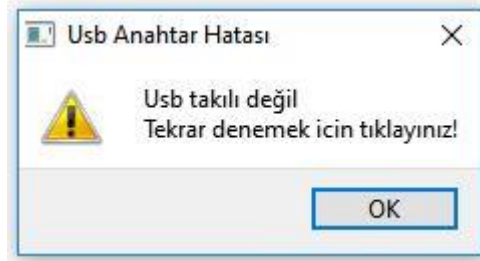 Usb Anahtar Hatası
Usb takılı değil
Tekrar denemek icin tıklayınız!
OK